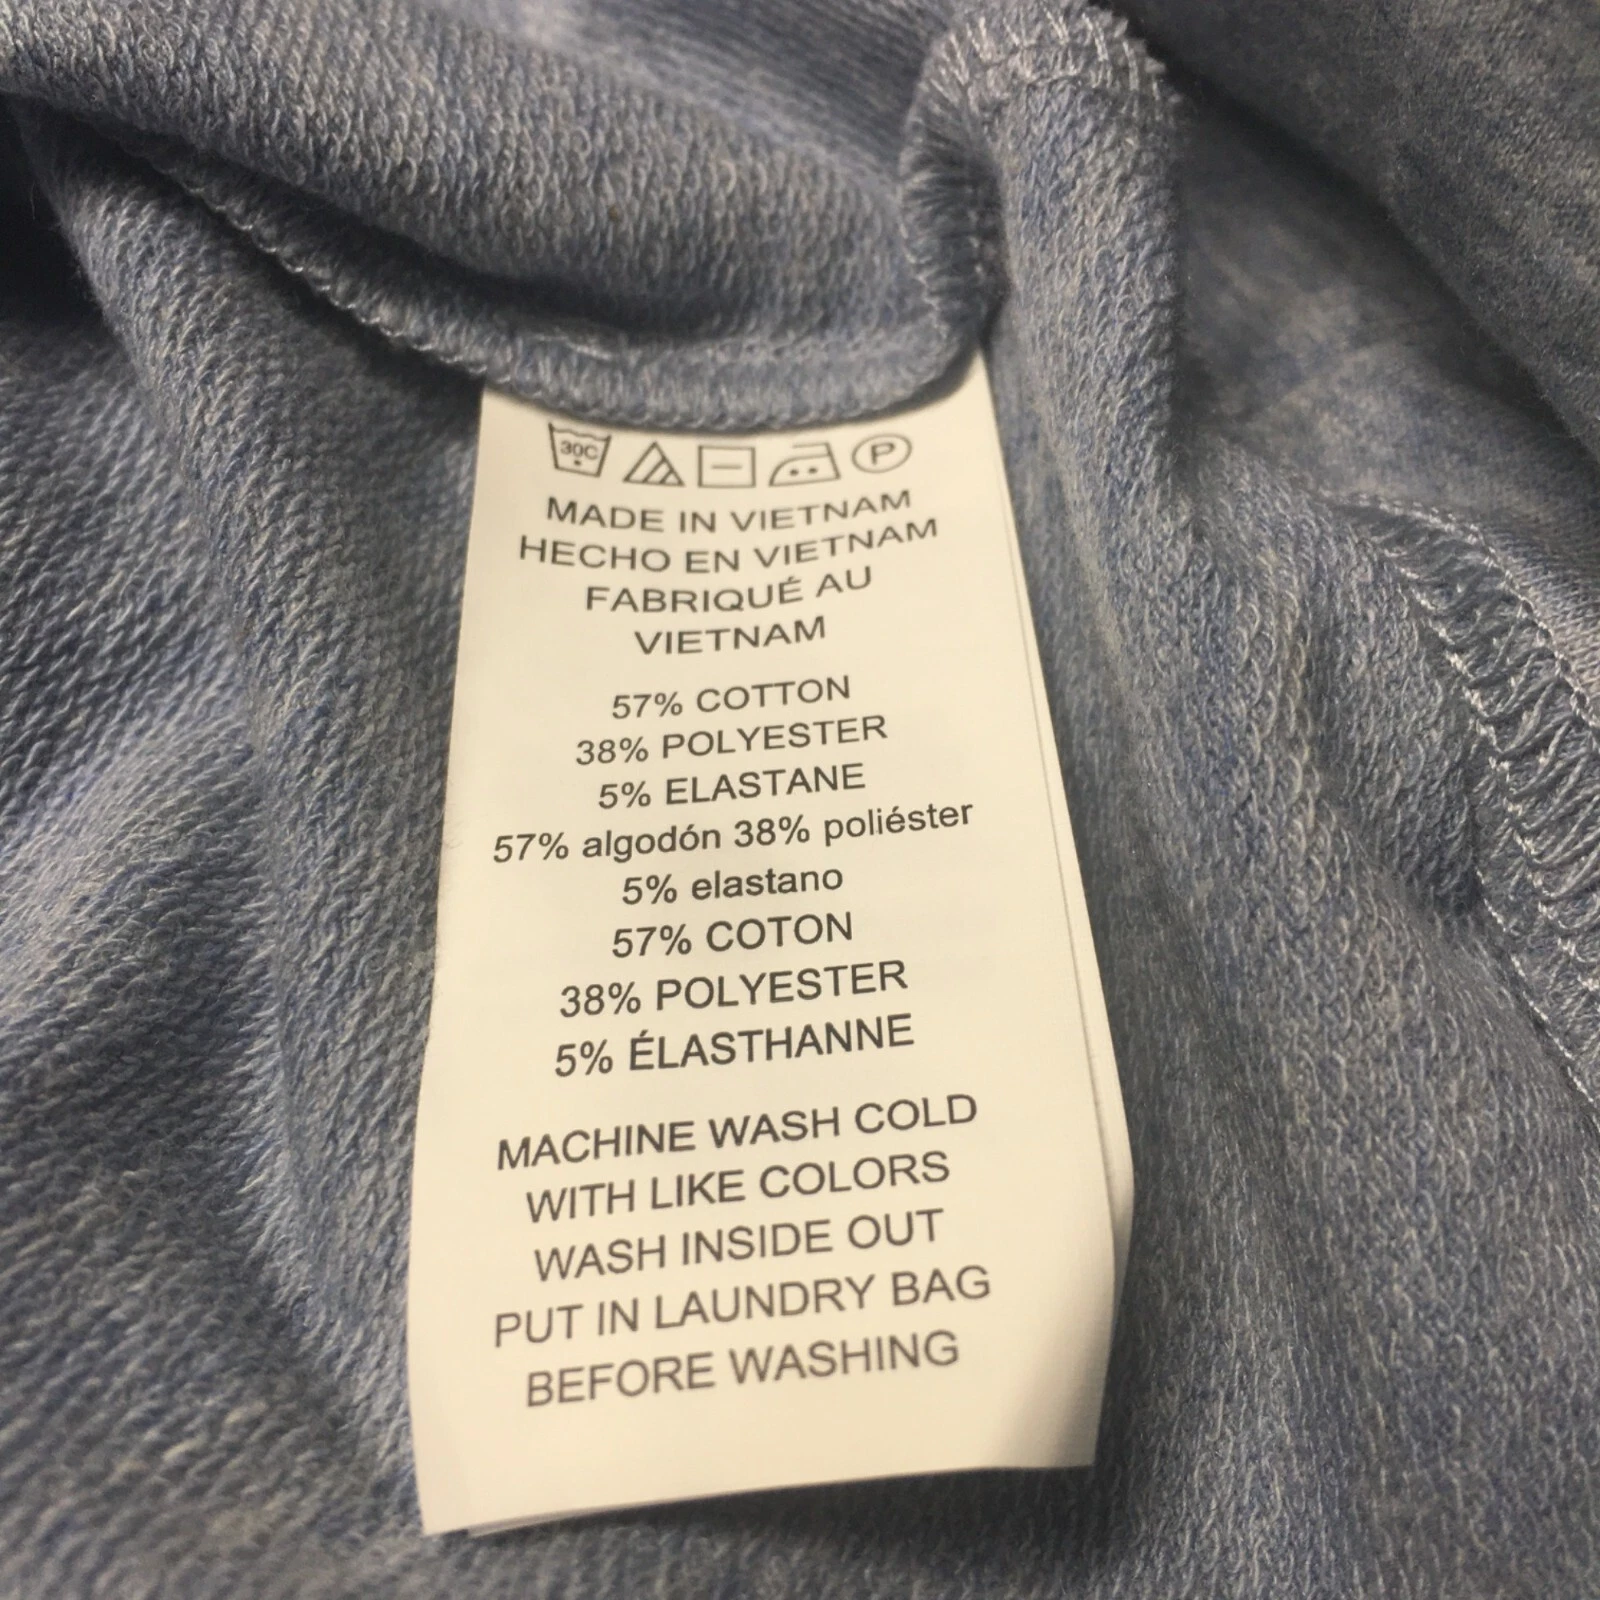 30C P
MADE IN VIETNAM
HECHO EN VIETNAM
FABRIQUÉ AU
VIETNAM
57% COTTON
38% POLYESTER
5% ELASTANE
57% algodón 38% poliéster
5% elastano
57% COTON
38% POLYESTER
5% ÉLASTHANNE
MACHINE WASH COLD
WITH LIKE COLORS
WASH INSIDE OUT
PUT IN LAUNDRY BAG
BEFORE WASHING